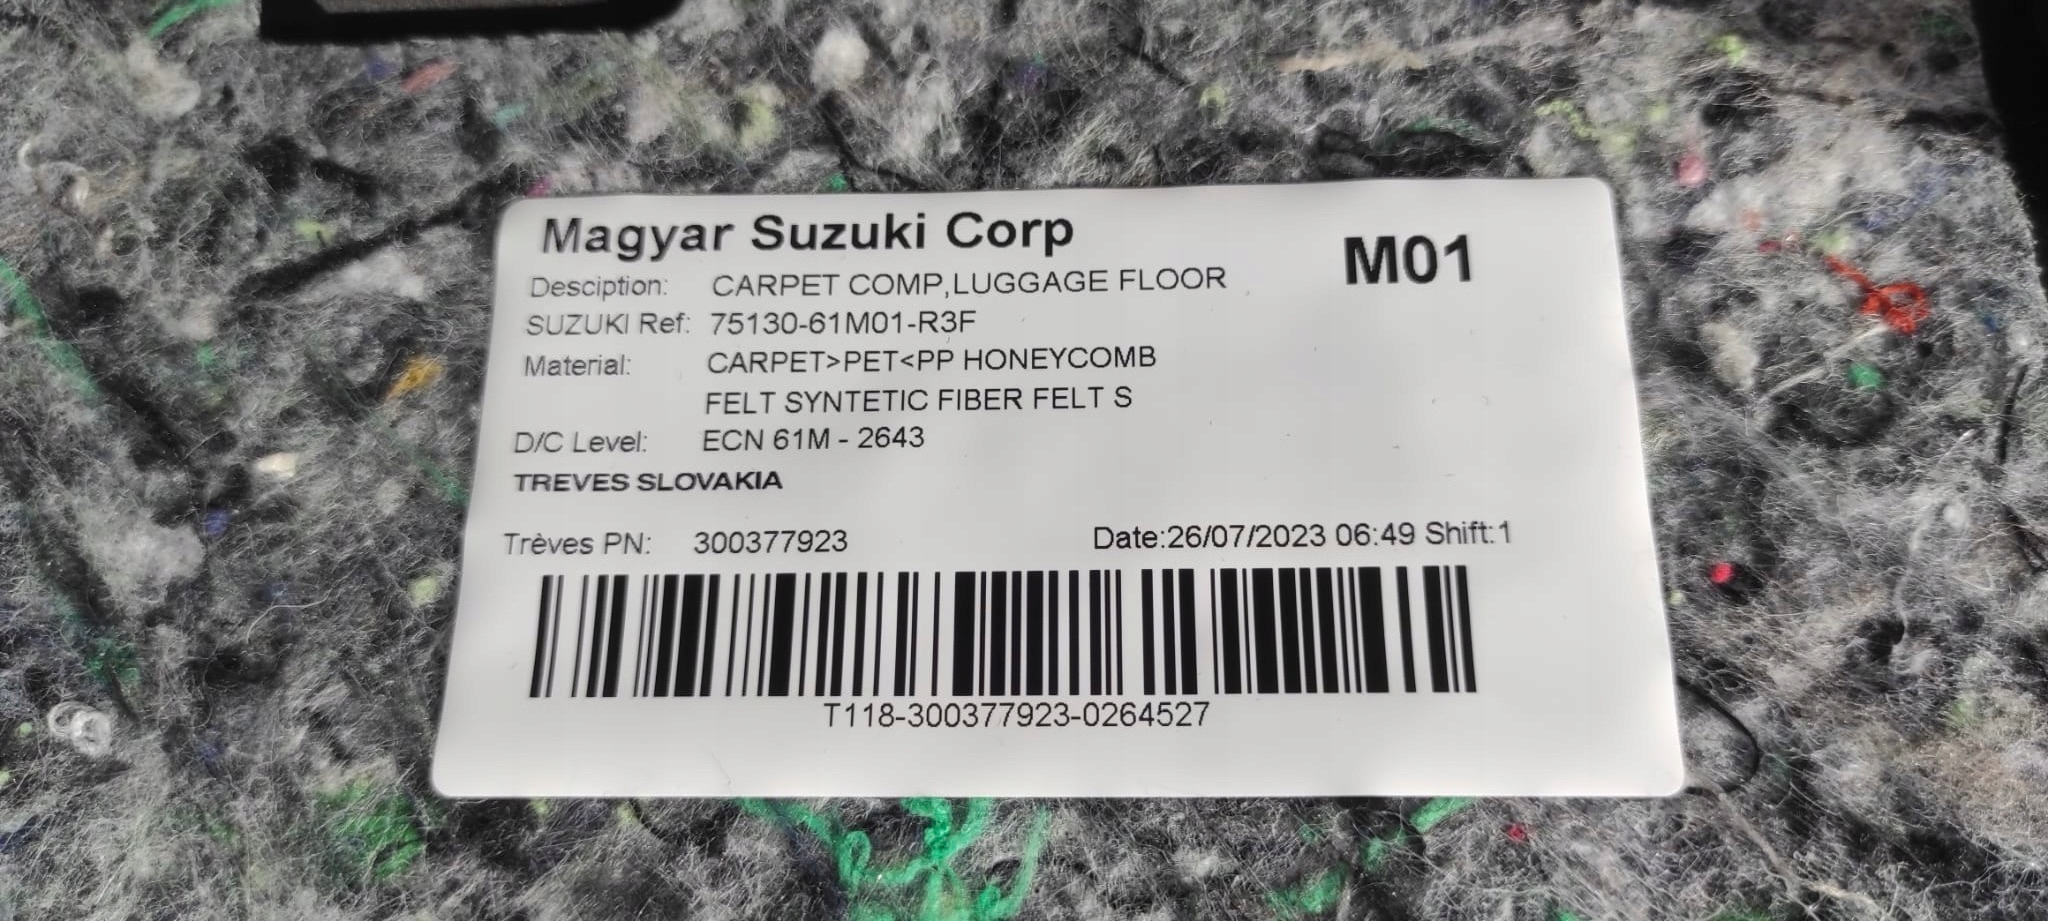 Magyar Suzuki Corp
M01
Desciption: CARPET COMP,LUGGAGE FLOOR
SUZUKI Ref: 75130-61M01-R3F
Material: CARPET>PET<PP HONEYCOMB
FELT SYNTETIC FIBER FELT S
D/C Level: ECN 61M - 2643
TREVES SLOVAKIA
Trèves PN: 300377923 Date:26/07/2023 06:49 Shift:1
T118-300377923-0264527